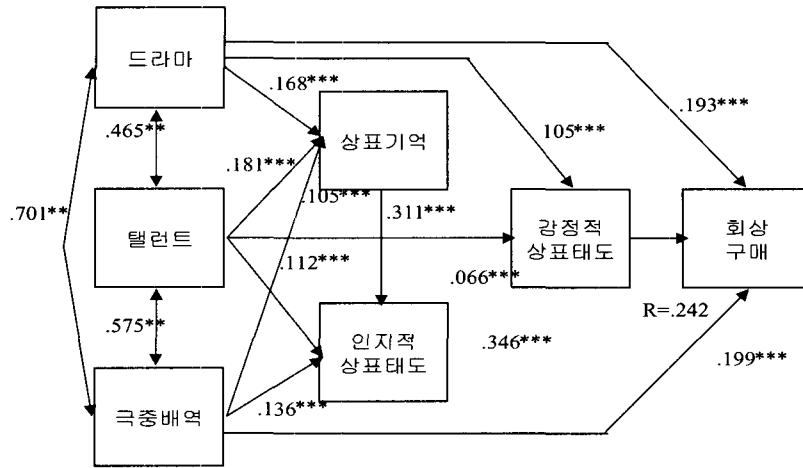 드라마
.168***
.193***
.465**
상표기억
105***
.181***
.105***
.311***
.701**
탤런트
감정적
상표태도
회상
구매
.112***
.066***
.575**
R=.242
인지적
상표태도
.346***
.199***
극중배역
.136***